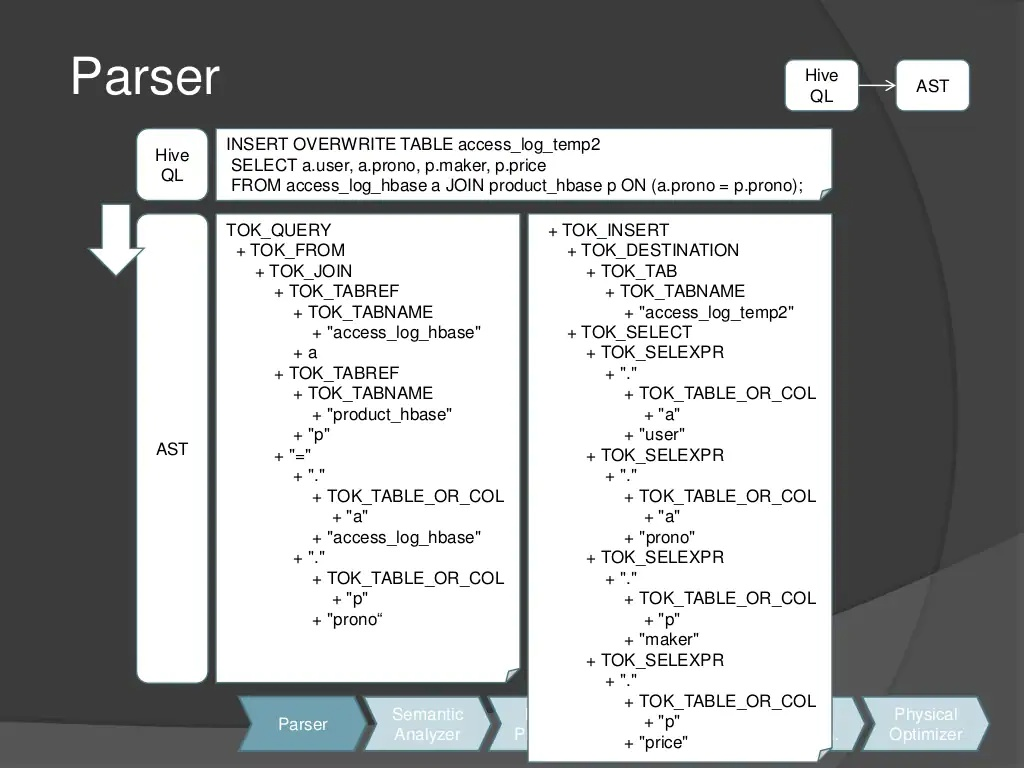 Parser
Hive
QL
AST
Hive
QL
INSERT OVERWRITE TABLE access_log_temp2
SELECT a.user, a.prono, p.maker, p.price
FROM access_log_hbase a JOIN product_hbase p ON (a.prono = p.prono);
AST
TOK_QUERY
+ TOK_FROM
+ TOK_JOIN
+ TOK_TABREF
+ TOK_TABNAME
+ "access_log_hbase"
+ a
+ TOK_TABREF
+ TOK_TABNAME
+ "product_hbase"
+ "p"
+ "="
+ "."
+ TOK_TABLE_OR_COL
+ "a"
+ "access_log_hbase"
+ "."
+ TOK_TABLE_OR_COL
+ "p"
+ "prono“
+ TOK_INSERT
+ TOK_DESTINATION
+ TOK_TAB
+ TOK_TABNAME
+ "access_log_temp2"
+ TOK_SELECT
+ TOK_SELEXPR
+ "."
+ TOK_TABLE_OR_COL
+ "a"
+ "user"
+ TOK_SELEXPR
+ "."
+ TOK_TABLE_OR_COL
+ "a"
+ "prono"
+ TOK_SELEXPR
+ "."
+ TOK_TABLE_OR_COL
+ "p"
+ "maker"
+ TOK_SELEXPR
+ "."
+ TOK_TABLE_OR_COL
+ "p"
+ "price"
Parser
Semantic
Analyzer
Physical
Optimizer